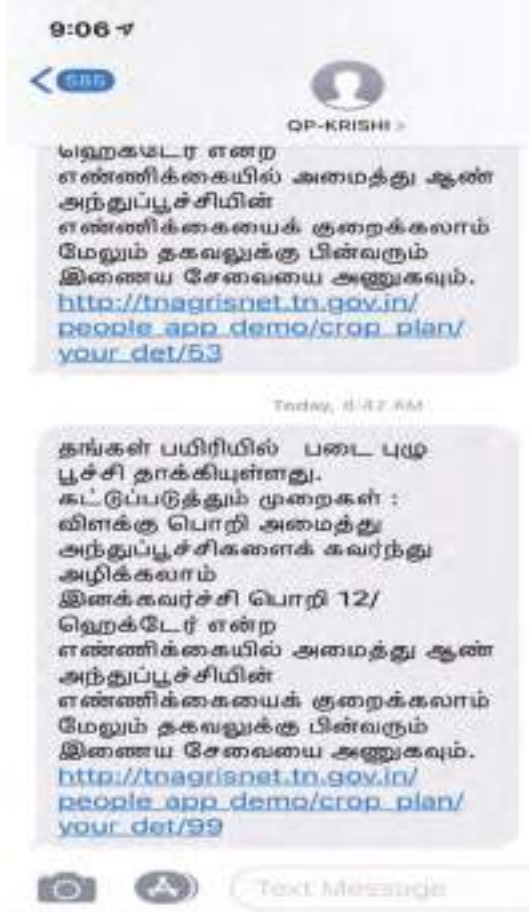 9:06
585
QP-KRISHI >
ஹெக்டேர் என்ற
எண்ணிக்கையில் அமைத்து ஆண்
அந்துப்பூச்சியின்
எண்ணிக்கையைக் குறைக்கலாம்
மேலும் தகவலுக்கு பின்வரும்
இணைய சேவையை அணுகவும்.
http://tnagrisnet.tn.gov.in/
people_app_demo/crop_plan/
your_det/53
Today, 8:42 AM
தங்கள் பயிரியில் படை புழு
பூச்சி தாக்கியுள்ளது.
கட்டுப்படுத்தும் முறைகள் :
விளக்கு பொறி அமைத்து
அந்துப்பூச்சிகளைக் கவர்ந்து
அழிக்கலாம்
இனக்கவர்ச்சி பொறி 12/
ஹெக்டேர் என்ற
எண்ணிக்கையில் அமைத்து ஆண்
அந்துப்பூச்சியின்
எண்ணிக்கையைக் குறைக்கலாம்
மேலும் தகவலுக்கு பின்வரும்
இணைய சேவையை அணுகவும்.
http://tnagrisnet.tn.gov.in/
people_app_demo/crop_plan/
your_det/99
Text Message